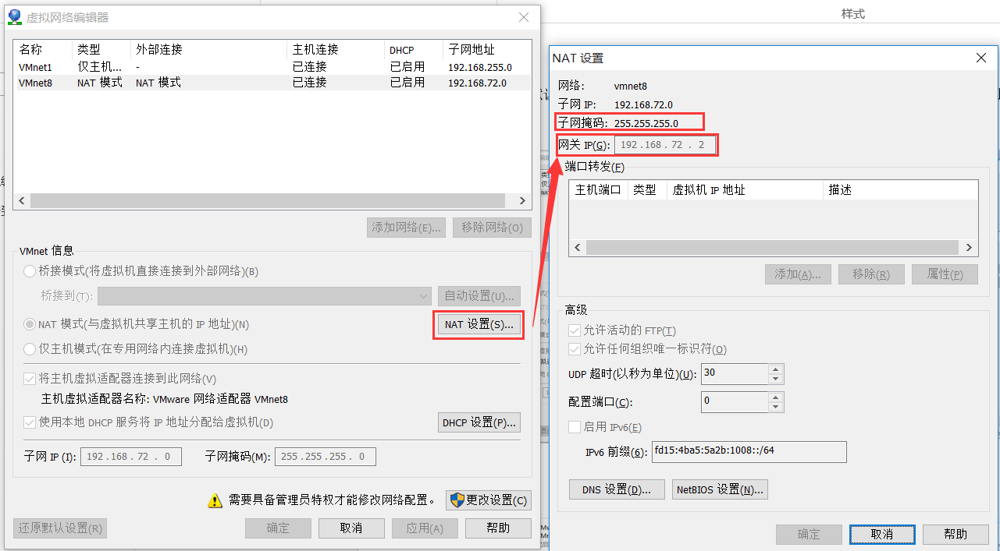 样式
虚拟网络编辑器
名称 类型 外部连接 主机连接 DHCP 子网地址
VMnet1 仅主机... - 已连接 已启用 192.168.255.0
VMnet8 NAT 模式 NAT 模式 已连接 已启用 192.168.72.0
添加网络(E)... 移除网络(O)
VMnet 信息
桥接模式(将虚拟机直接连接到外部网络)(B)
桥接到(T): 自动设置(U)...
NAT 模式(与虚拟机共享主机的 IP 地址)(N) NAT 设置(S)...
仅主机模式(在专用网络内连接虚拟机)(H)
将主机虚拟适配器连接到此网络(V)
主机虚拟适配器名称: VMware 网络适配器 VMnet8
使用本地 DHCP 服务将 IP 地址分配给虚拟机(D) DHCP 设置(P)...
子网 IP (I): 192 . 168 . 72 . 0 子网掩码(M): 255 . 255 . 255 . 0
需要具备管理员特权才能修改网络配置。 更改设置(C)
还原默认设置(R) 确定 取消 应用(A) 帮助
NAT 设置
网络: vmnet8
子网 IP: 192.168.72.0
子网掩码: 255.255.255.0
网关 IP(G): 192 . 168 . 72 . 2
端口转发(F)
主机端口 类型 虚拟机 IP 地址 描述
添加(A)... 移除(R) 属性(P)
高级
允许活动的 FTP(T)
允许任何组织唯一标识符(O)
UDP 超时(以秒为单位)(U): 30
配置端口(C): 0
启用 IPv6(E)
IPv6 前缀(6): fd15:4ba5:5a2b:1008::/64
DNS 设置(D)... NetBIOS 设置(N)...
确定 取消 帮助